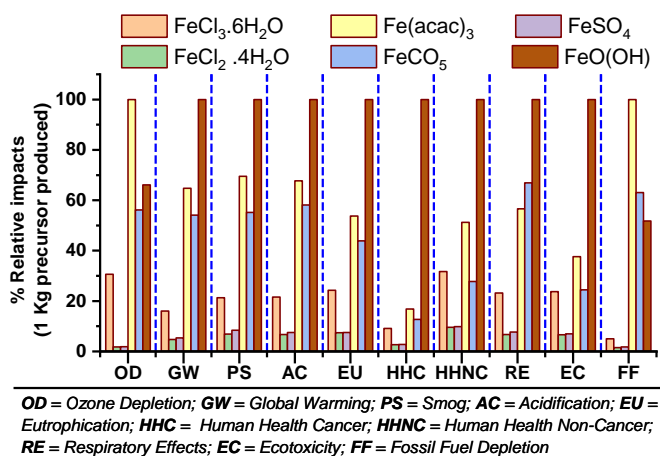 FeCl₃.6H₂O Fe(acac)₃ FeSO₄
FeCl₂ .4H₂O FeCO₅ FeO(OH)
% Relative impacts
(1 Kg precursor produced)
100
80
60
40
20
0
OD GW PS AC EU HHC HHNC RE EC FF
OD = Ozone Depletion; GW = Global Warming; PS = Smog; AC = Acidification; EU =
Eutrophication; HHC = Human Health Cancer; HHNC = Human Health Non-Cancer;
RE = Respiratory Effects; EC = Ecotoxicity; FF = Fossil Fuel Depletion